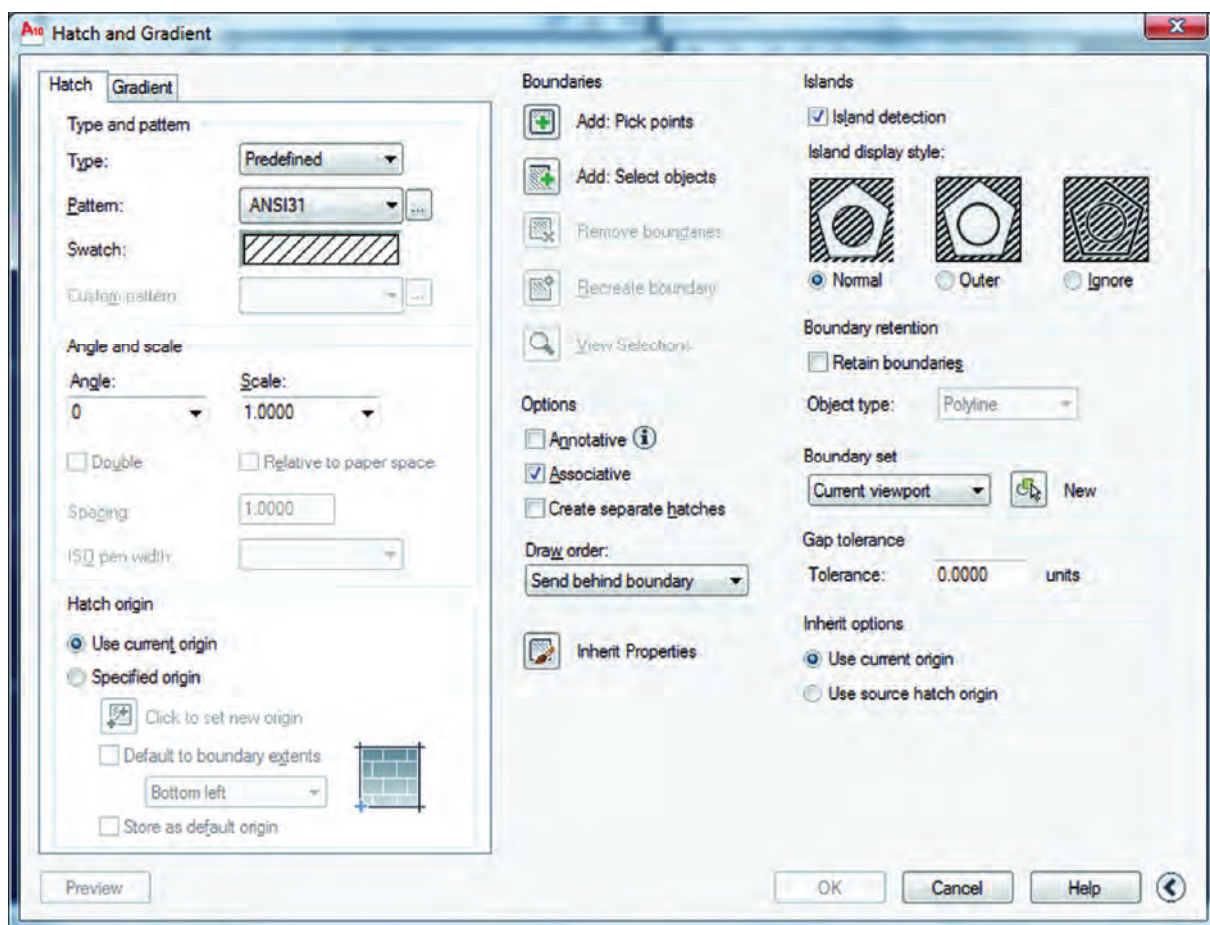 A10 Hatch and Gradient
Hatch Gradient
Type and pattern
Type: Predefined
Pattern: ANSI31 ...
Swatch:
Custom pattern: ...
Angle and scale
Angle: Scale:
0 1.0000
Double Relative to paper space
Spacing: 1.0000
ISO pen width:
Hatch origin
Use current origin
Specified origin
Click to set new origin
Default to boundary extents
Bottom left
Store as default origin
Preview
Boundaries
Add: Pick points
Add: Select objects
Remove boundaries
Recreate boundary
View Selections
Options
Annotative
Associative
Create separate hatches
Draw order:
Send behind boundary
Inherit Properties
Islands
Island detection
Island display style:
Normal Outer Ignore
Boundary retention
Retain boundaries
Object type: Polyline
Boundary set
Current viewport New
Gap tolerance
Tolerance: 0.0000 units
Inherit options
Use current origin
Use source hatch origin
OK Cancel Help